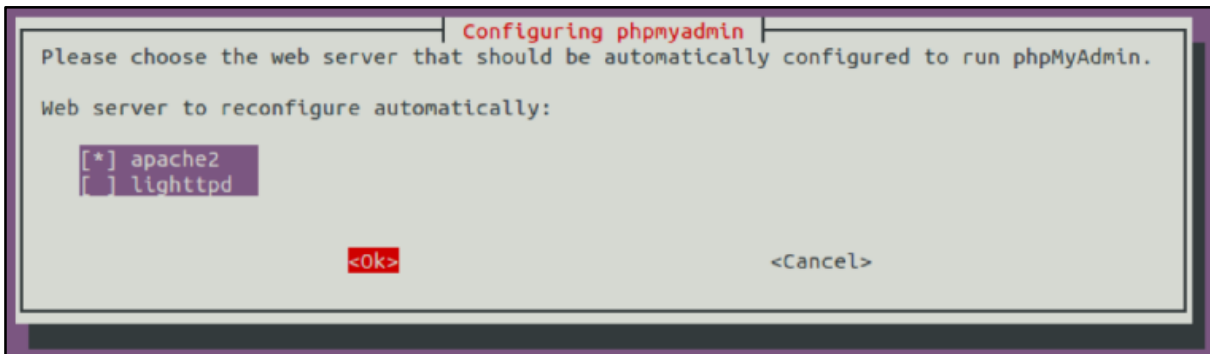 Configuring phpmyadmin
Please choose the web server that should be automatically configured to run phpMyAdmin.
Web server to reconfigure automatically:
[*] apache2
[ ] lighttpd
<Ok> <Cancel>